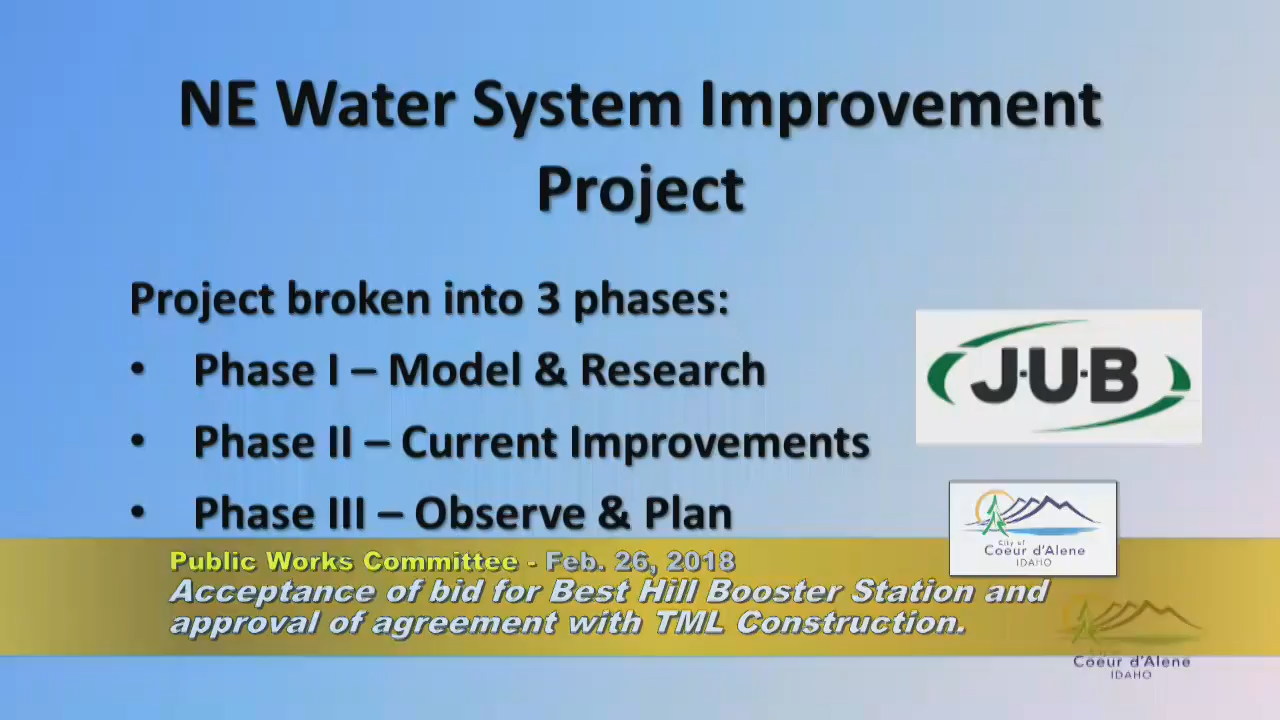 NE Water System Improvement
Project
Project broken into 3 phases:
• Phase I – Model & Research
• Phase II – Current Improvements
• Phase III – Observe & Plan
J·U·B
City of
Coeur d'Alene
IDAHO
Public Works Committee - Feb. 26, 2018
Acceptance of bid for Best Hill Booster Station and
approval of agreement with TML Construction.
City of
Coeur d'Alene
IDAHO